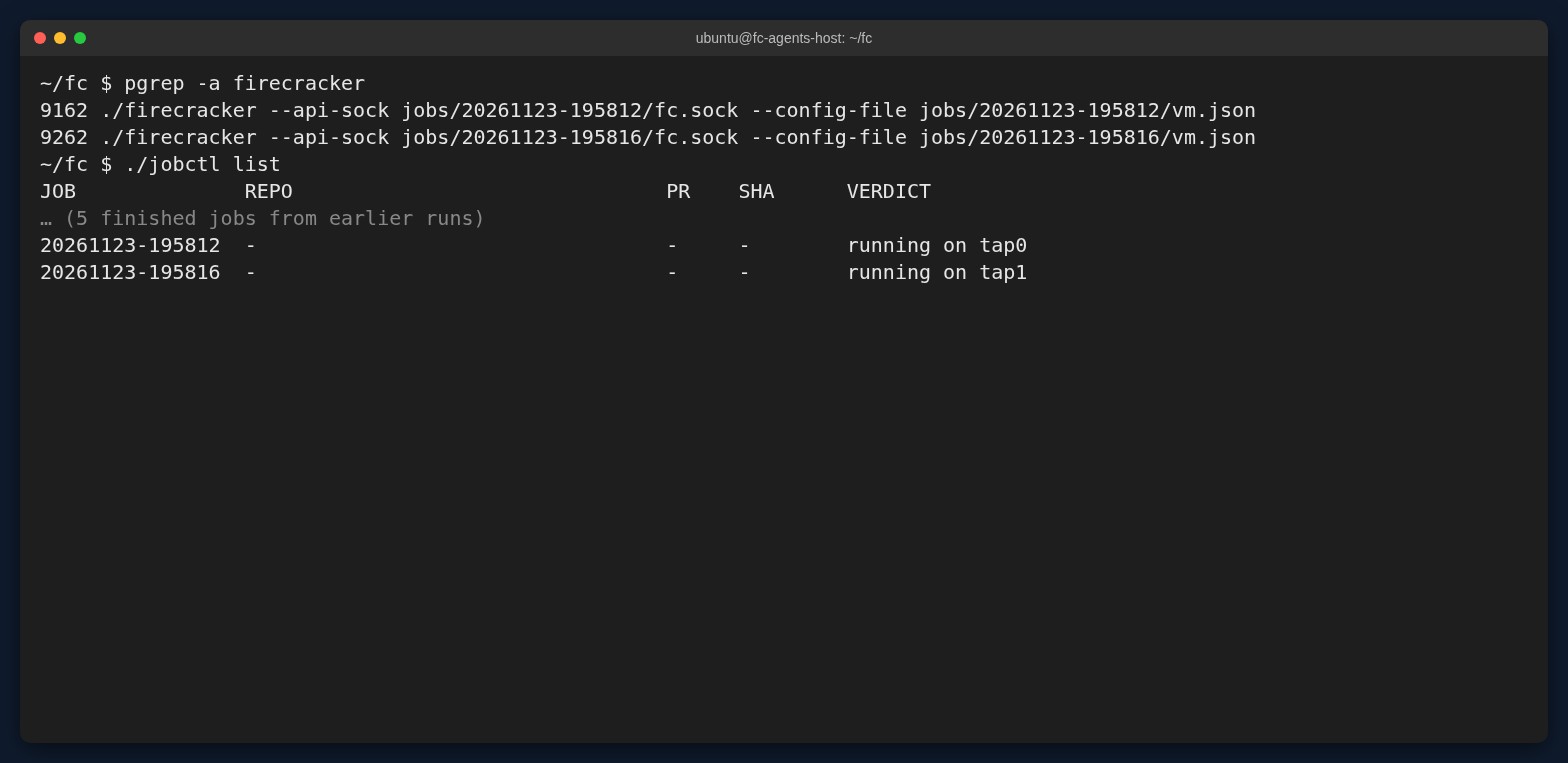 ubuntu@fc-agents-host: ~/fc
~/fc $ pgrep -a firecracker
9162 ./firecracker --api-sock jobs/20261123-195812/fc.sock --config-file jobs/20261123-195812/vm.json
9262 ./firecracker --api-sock jobs/20261123-195816/fc.sock --config-file jobs/20261123-195816/vm.json
~/fc $ ./jobctl list
JOB              REPO                               PR    SHA      VERDICT
… (5 finished jobs from earlier runs)
20261123-195812  -                                  -     -        running on tap0
20261123-195816  -                                  -     -        running on tap1